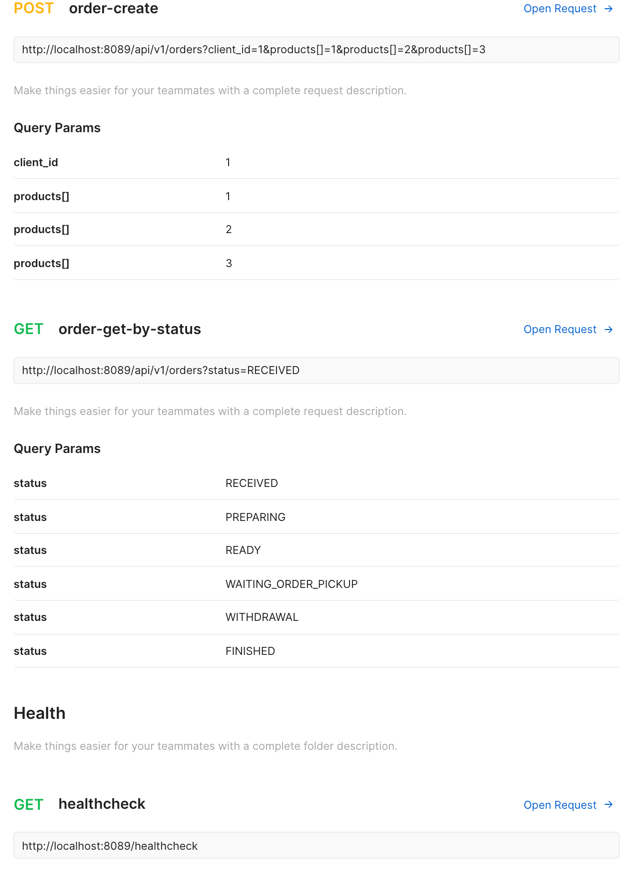 POST order-create Open Request →
http://localhost:8089/api/v1/orders?client_id=1&products[]=1&products[]=2&products[]=3
Make things easier for your teammates with a complete request description.
Query Params
client_id 1
products[] 1
products[] 2
products[] 3
GET order-get-by-status Open Request →
http://localhost:8089/api/v1/orders?status=RECEIVED
Make things easier for your teammates with a complete request description.
Query Params
status RECEIVED
status PREPARING
status READY
status WAITING_ORDER_PICKUP
status WITHDRAWAL
status FINISHED
Health
Make things easier for your teammates with a complete folder description.
GET healthcheck Open Request →
http://localhost:8089/healthcheck